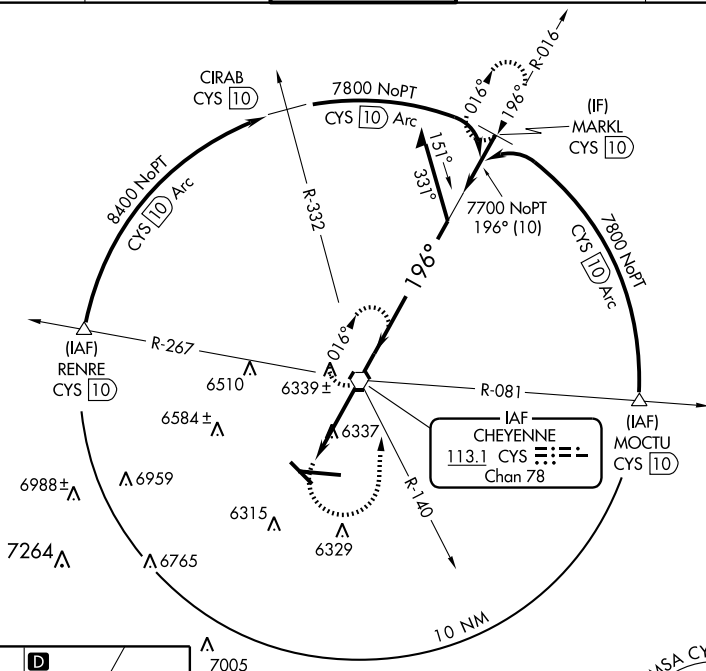 R-016
CIRAB
CYS 10
7800 NoPT
CYS 10 Arc
016°
196°
(IF)
MARKL
CYS 10
151°
331°
8400 NoPT
CYS 10 Arc
R-332
7700 NoPT
196° (10)
7800 NoPT
CYS 10 Arc
196°
016°
(IAF)
RENRE
CYS 10
R-267
6510
6339±
R-081
6584±
6337
IAF
CHEYENNE
113.1 CYS
Chan 78
(IAF)
MOCTU
CYS 10
6988±
6959
R-140
6315
6329
7264
6765
10 NM
D
7005
MSA CY